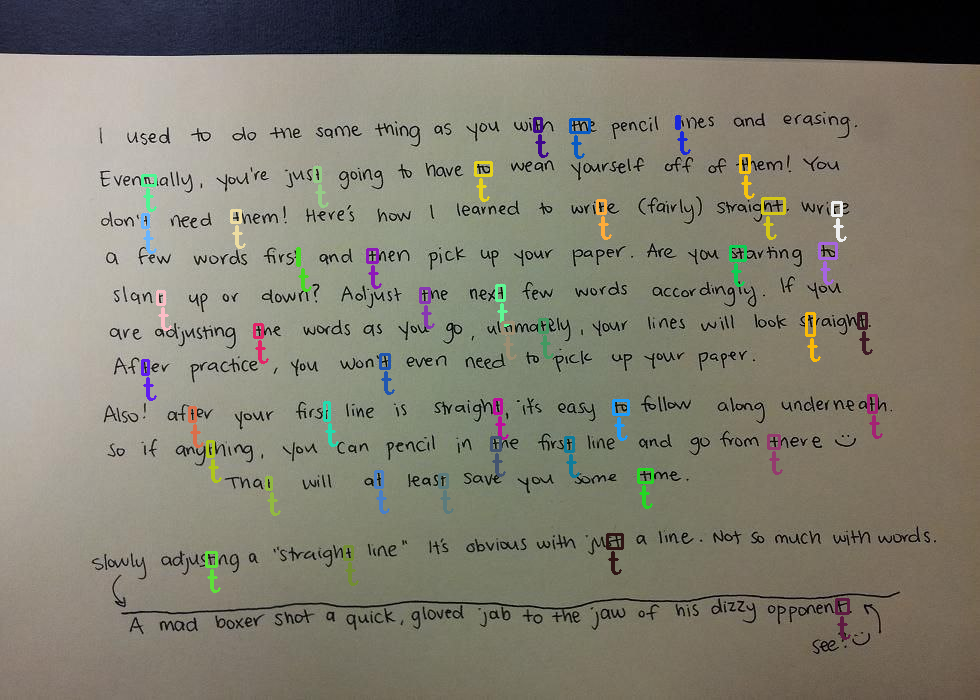 I used to do the same thing as you with the pencil lines and erasing.
Eventually, you're just going to have to wean yourself off of them! You
don't need them! Here's how I learned to write (fairly) straight. write
a few words first and then pick up your paper. Are you starting to
slant up or down? Adjust the next few words accordingly. If you
are adjusting the words as you go, ultimately, your lines will look straight.
After practice, you won't even need to pick up your paper.
Also! after your first line is straight, it's easy to follow along underneath.
so if anything, you can pencil in the first line and go from there :)
That will at least save you some time.
slowly adjusting a "straight line" It's obvious with just a line. Not so much with words.
A mad boxer shot a quick, gloved jab to the jaw of his dizzy opponent.
see! :)